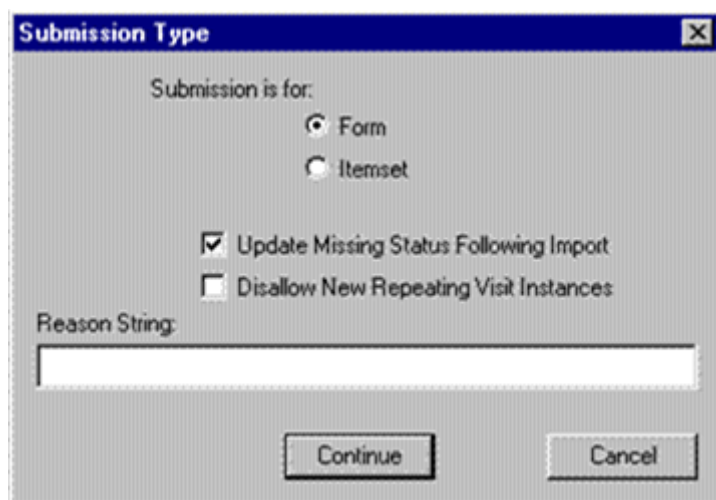 Submission Type
Submission is for:
Form
Itemset
Update Missing Status Following Import
Disallow New Repeating Visit Instances
Reason String:
Continue Cancel